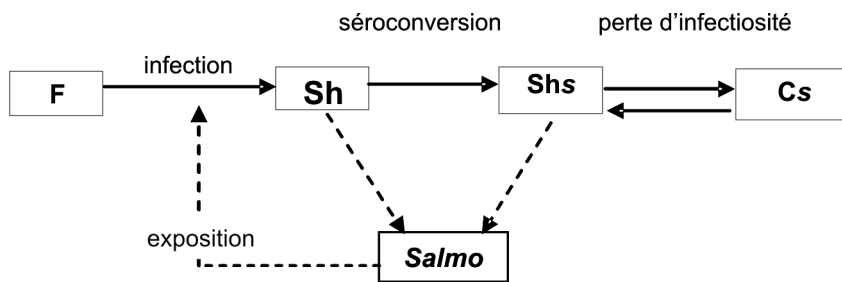 séroconversion perte d'infectiosité
infection
F Sh Shs Cs
exposition
Salmo